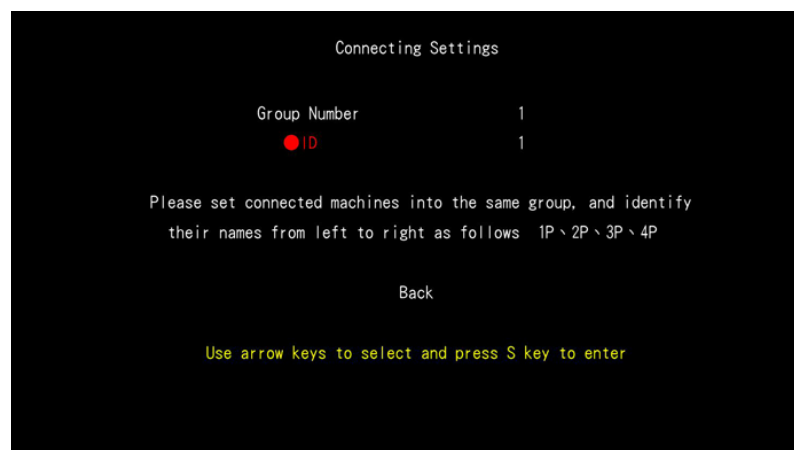 Connecting Settings
Group Number 1
ID 1
Please set connected machines into the same group, and identify
their names from left to right as follows 1P、2P、3P、4P
Back
Use arrow keys to select and press S key to enter